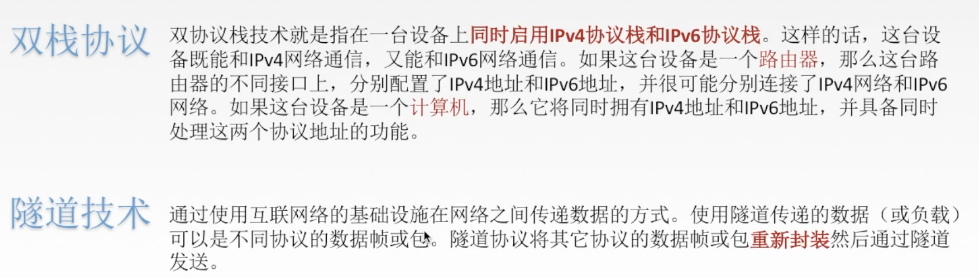 双栈协议
双协议栈技术就是指在一台设备上同时启用IPv4协议栈和IPv6协议栈。这样的话，这台设
备既能和IPv4网络通信，又能和IPv6网络通信。如果这台设备是一个路由器，那么这台路
由器的不同接口上，分别配置了IPv4地址和IPv6地址，并很可能分别连接了IPv4网络和IPv6
网络。如果这台设备是一个计算机，那么它将同时拥有IPv4地址和IPv6地址，并具备同时
处理这两个协议地址的功能。
隧道技术
通过使用互联网络的基础设施在网络之间传递数据的方式。使用隧道传递的数据（或负载）
可以是不同协议的数据帧或包。隧道协议将其它协议的数据帧或包重新封装然后通过隧道
发送。